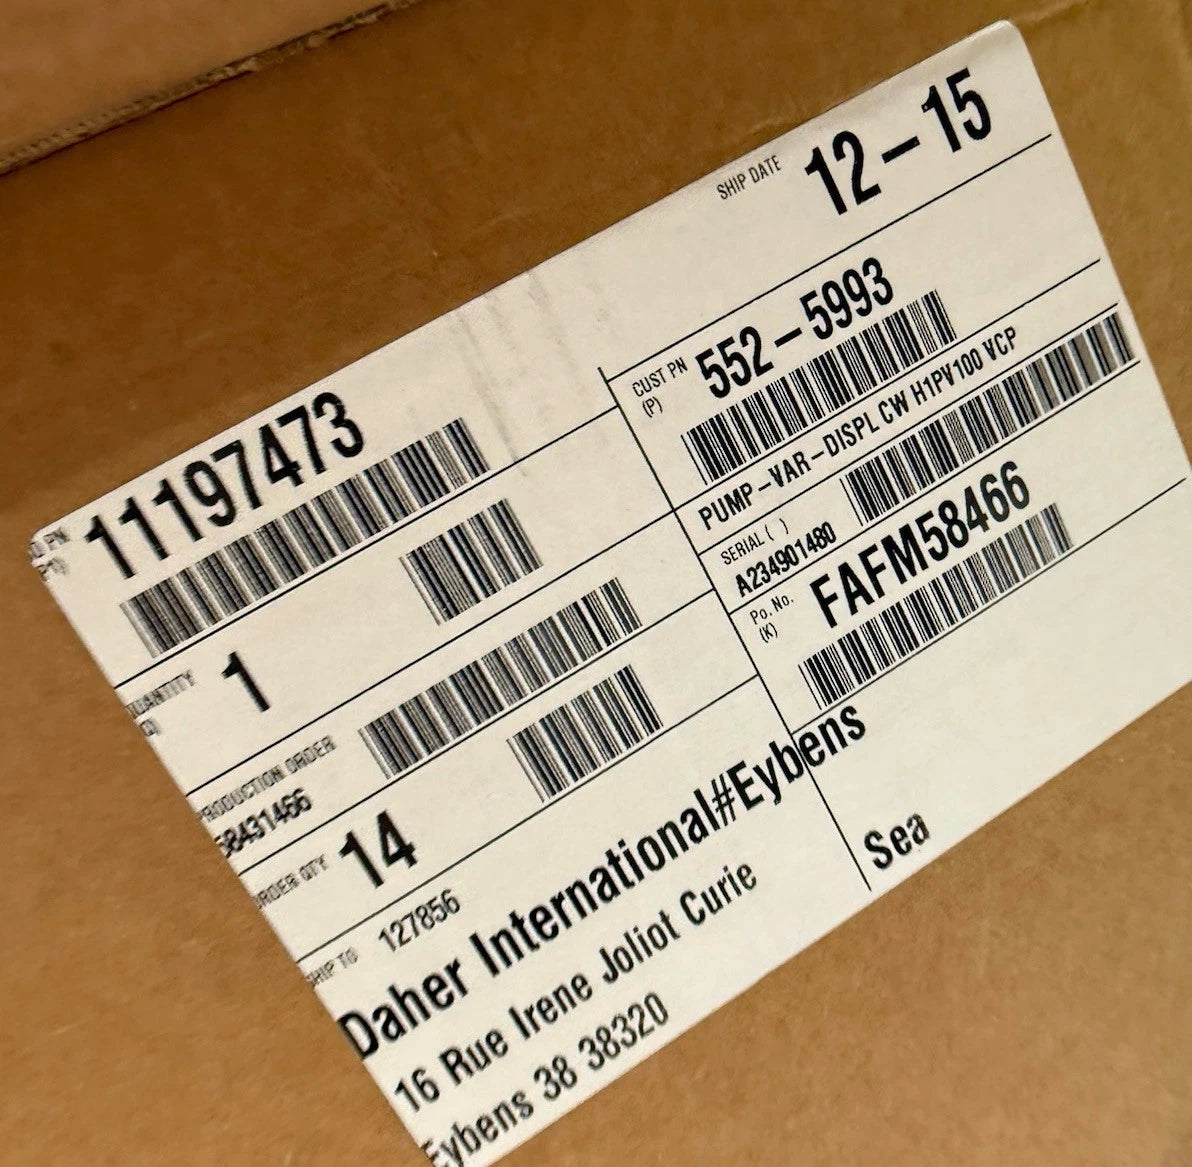 SHIP DATE 12-15
PN 11197473
CUST PN 552-5993
(P)
PUMP-VAR-DISPL CW H1PV100 VCP
QUANTITY 1
SERIAL ( )
A234901480
PRODUCTION ORDER
58431466
Po. No. FAFM58466
(K)
ORDER QTY 14
SHIP TO 127856
Daher International#Eybens
16 Rue Irene Joliot Curie
Eybens 38 38320
Sea